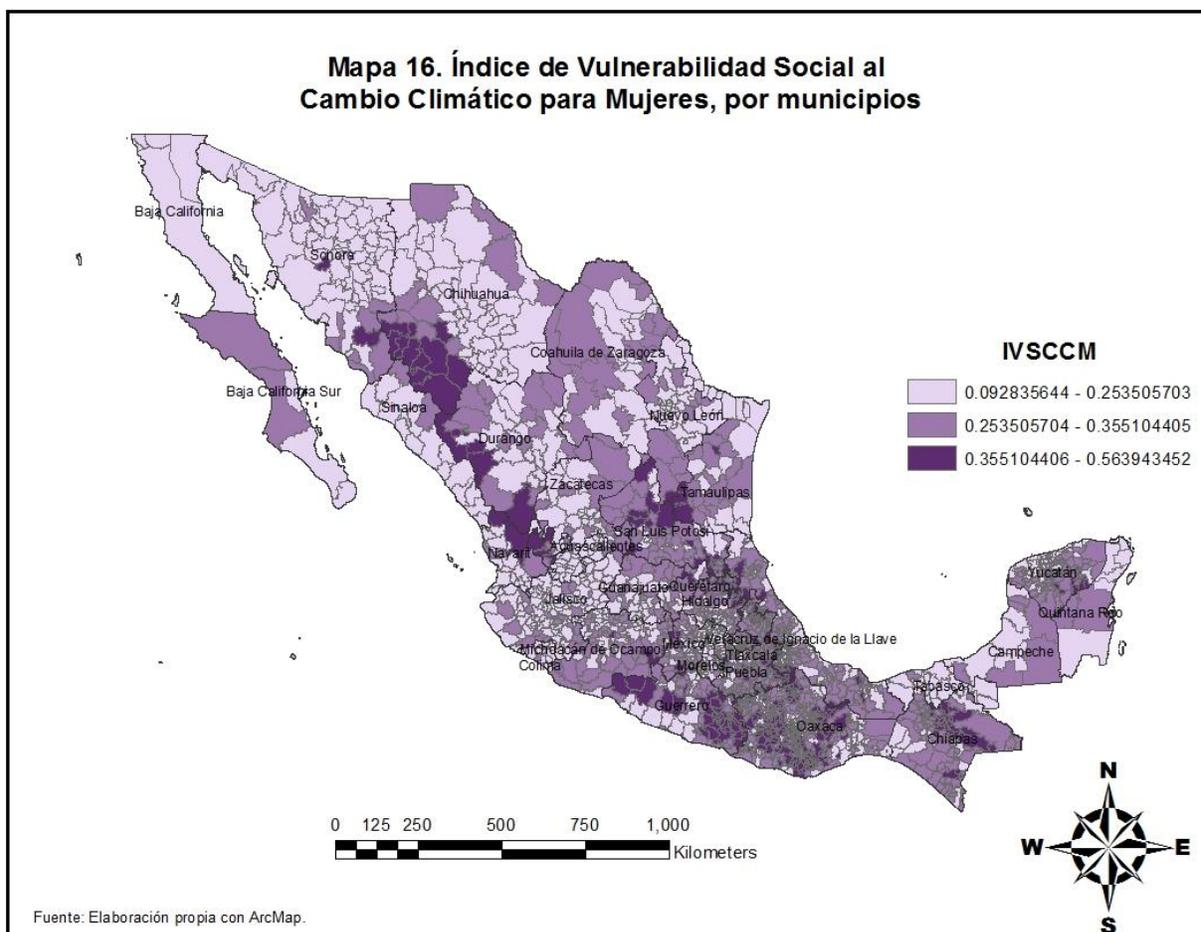 Mapa 16. Índice de Vulnerabilidad Social al
Cambio Climático para Mujeres, por municipios
Baja California
Sonora
Chihuahua
Coahuila de Zaragoza
Baja California Sur
Sinaloa
Nuevo León
Durango
Zacatecas
Tamaulipas
San Luis Potosí
Nayarit
Aguascalientes
Guanajuato
Querétaro
Hidalgo
Jalisco
Yucatán
Quintana Roo
Campeche
Michoacán de Ocampo
México
Veracruz de Ignacio de la Llave
Tlaxcala
Colima
Morelos
Puebla
Tabasco
Guerrero
Oaxaca
Chiapas
IVSCCM
0.092835644 - 0.253505703
0.253505704 - 0.355104405
0.355104406 - 0.563943452
0 125 250 500 750 1,000
Kilometers
N
W E
S
Fuente: Elaboración propia con ArcMap.